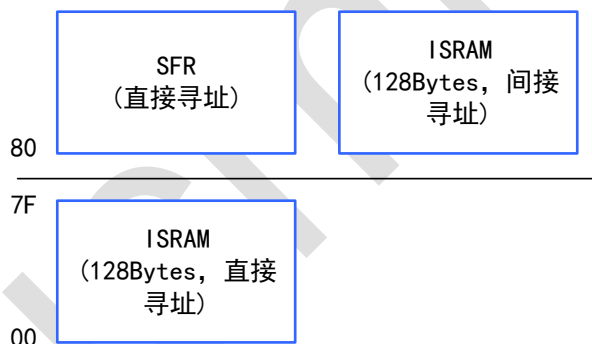 SFR
(直接寻址)
ISRAM
(128Bytes, 间接
寻址)
80
7F
ISRAM
(128Bytes, 直接
寻址)
00